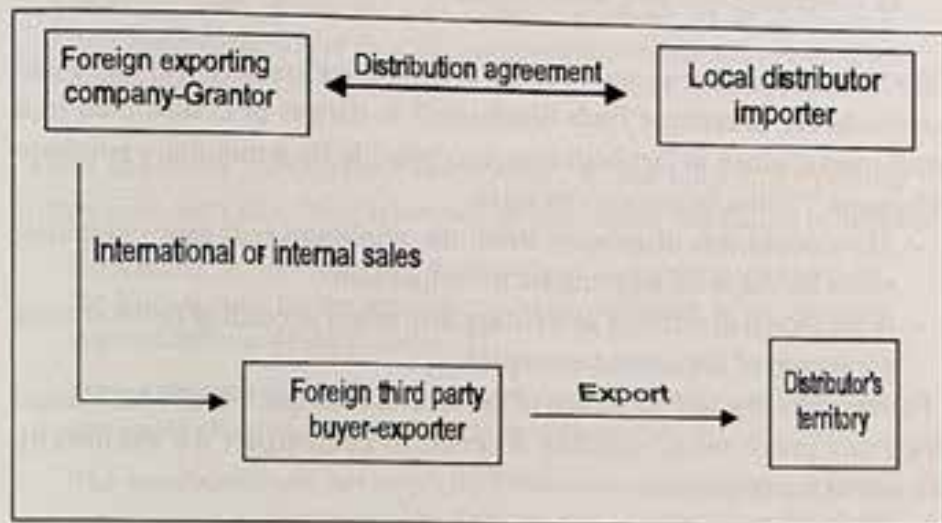 Foreign exporting
company-Grantor
Distribution agreement
Local distributor
importer
International or internal sales
Foreign third party
buyer-exporter
Export
Distributor's
territory